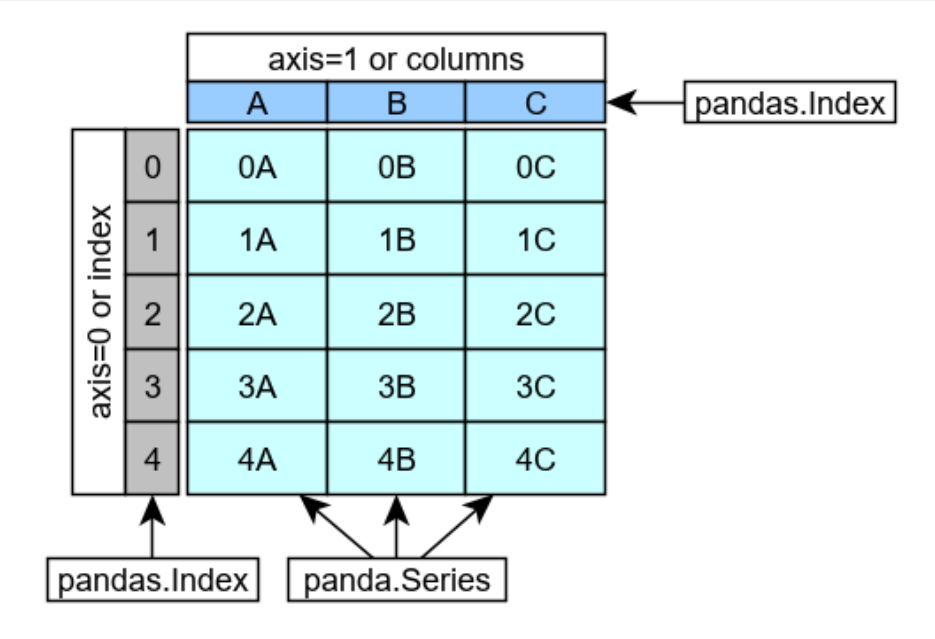 axis=1 or columns
A B C
pandas.Index
axis=0 or index
0 0A 0B 0C
1 1A 1B 1C
2 2A 2B 2C
3 3A 3B 3C
4 4A 4B 4C
pandas.Index
panda.Series